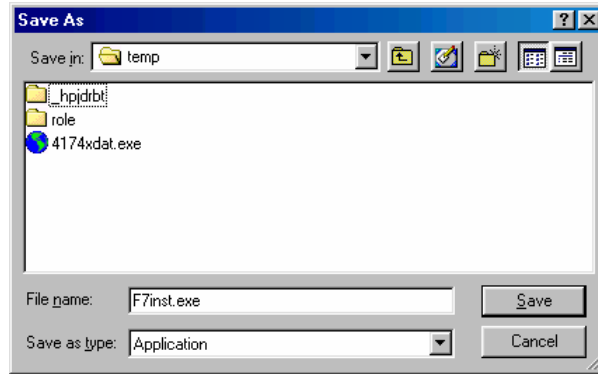 Save As
Save in: temp
_hpjdrbt
role
4174xdat.exe
File name: F7inst.exe Save
Save as type: Application Cancel